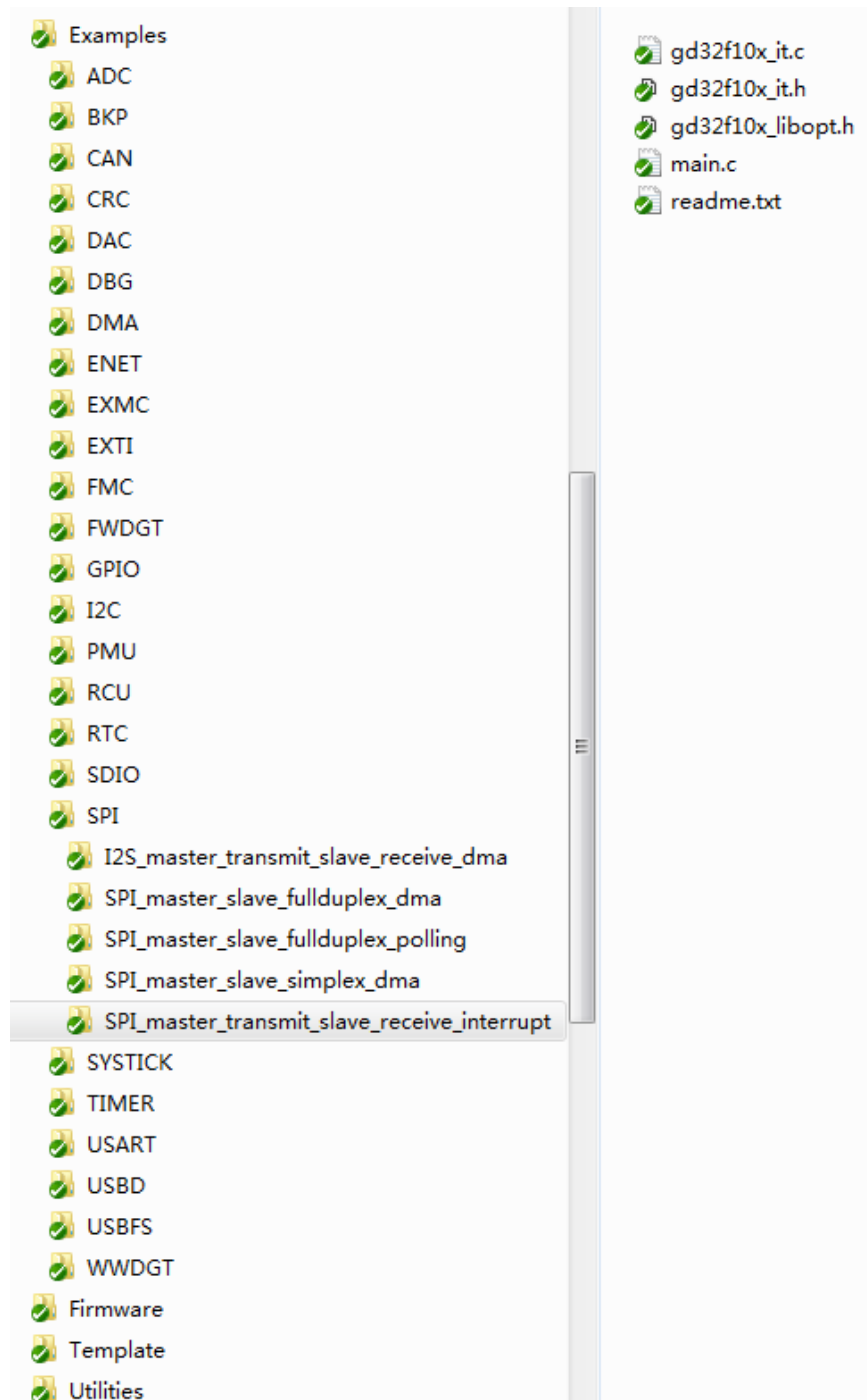 Examples
ADC
BKP
CAN
CRC
DAC
DBG
DMA
ENET
EXMC
EXTI
FMC
FWDGT
GPIO
I2C
PMU
RCU
RTC
SDIO
SPI
I2S_master_transmit_slave_receive_dma
SPI_master_slave_fullduplex_dma
SPI_master_slave_fullduplex_polling
SPI_master_slave_simplex_dma
SPI_master_transmit_slave_receive_interrupt
SYSTICK
TIMER
USART
USBD
USBFS
WWDGT
Firmware
Template
Utilities
gd32f10x_it.c
gd32f10x_it.h
gd32f10x_libopt.h
main.c
readme.txt